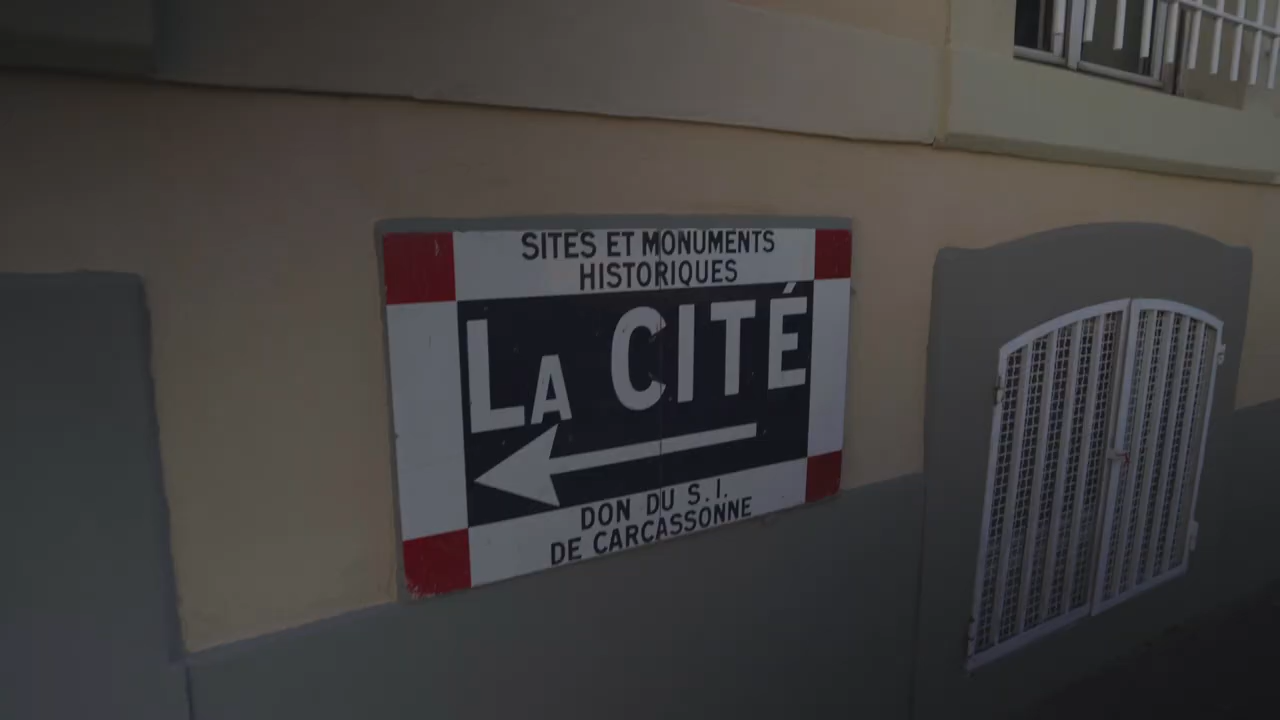 SITES ET MONUMENTS
HISTORIQUES
LA CITÉ
DON DU S.I.
DE CARCASSONNE